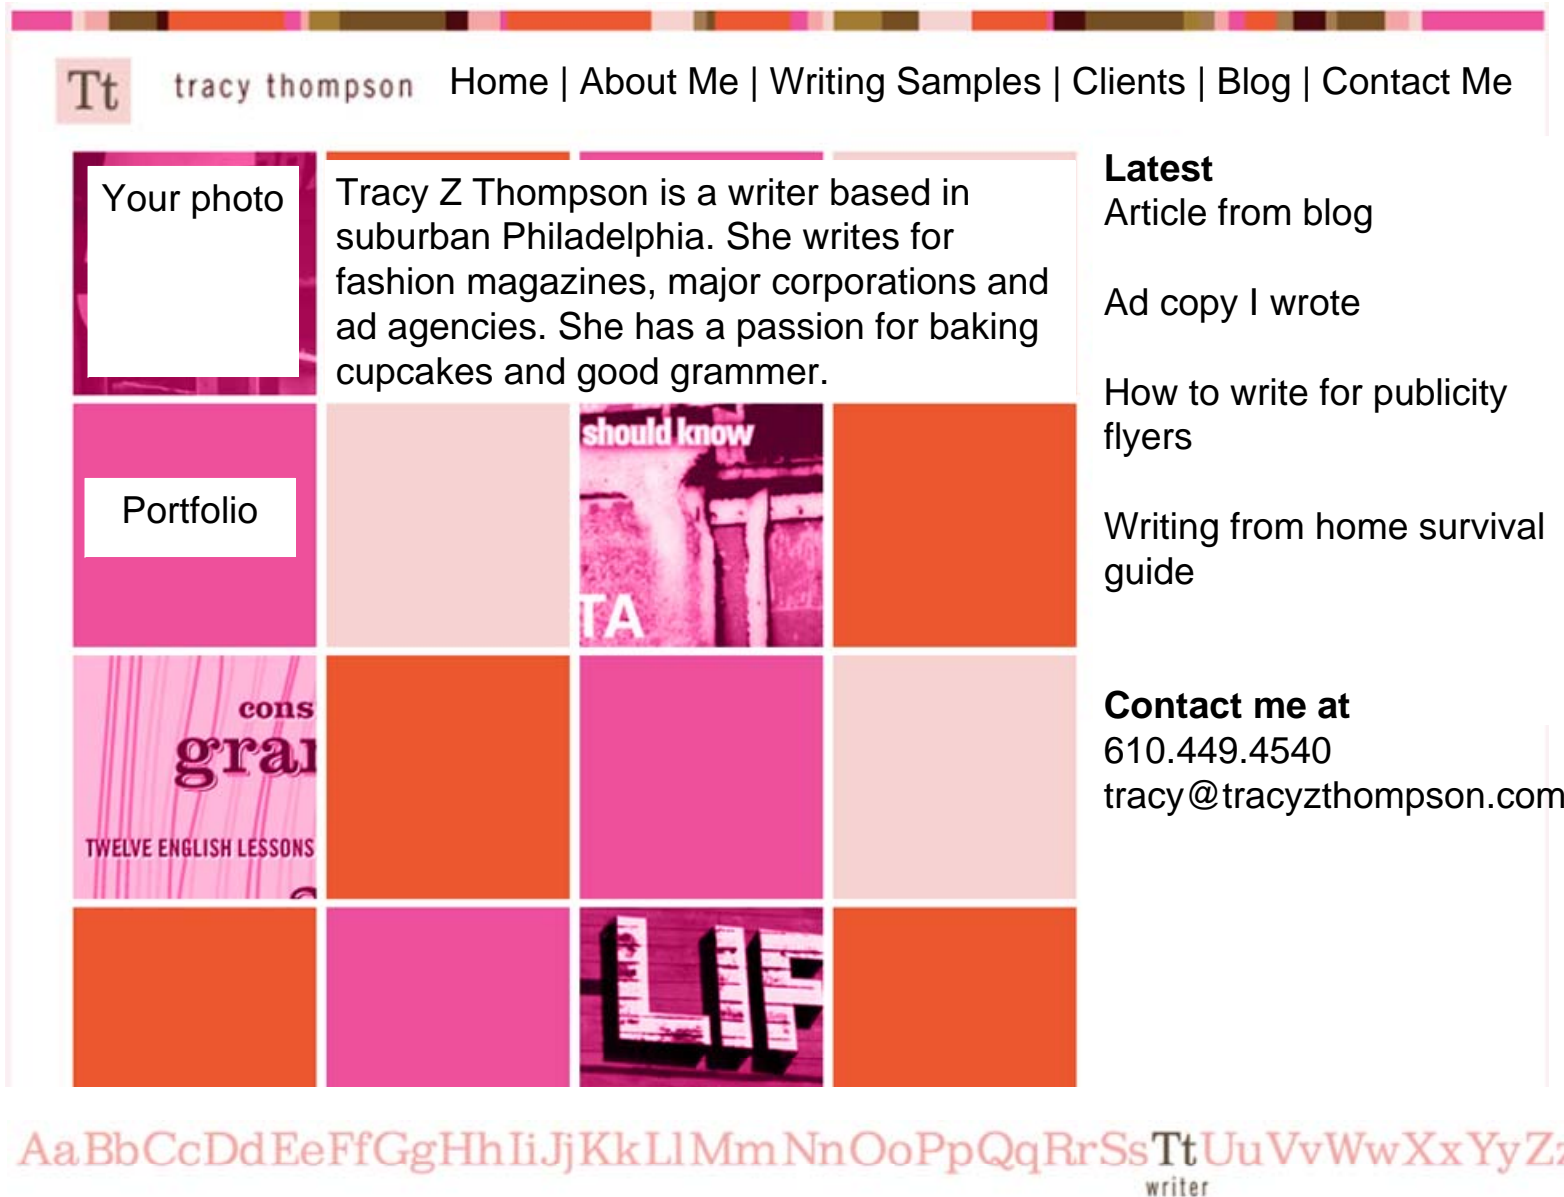 Tt
tracy thompson
Home | About Me | Writing Samples | Clients | Blog | Contact Me
Your photo
Tracy Z Thompson is a writer based in
suburban Philadelphia. She writes for
fashion magazines, major corporations and
ad agencies. She has a passion for baking
cupcakes and good grammer.
Latest
Article from blog
Ad copy I wrote
How to write for publicity
flyers
Writing from home survival
guide
Portfolio
should know
TA
cons
gra
TWELVE ENGLISH LESSONS
LIP
Contact me at
610.449.4540
tracy@tracyzthompson.com
AaBbCcDdEeFfGgHhIiJjKkLlMmNnOoPpQqRrSsTtUuVvWwXxYyZz
writer